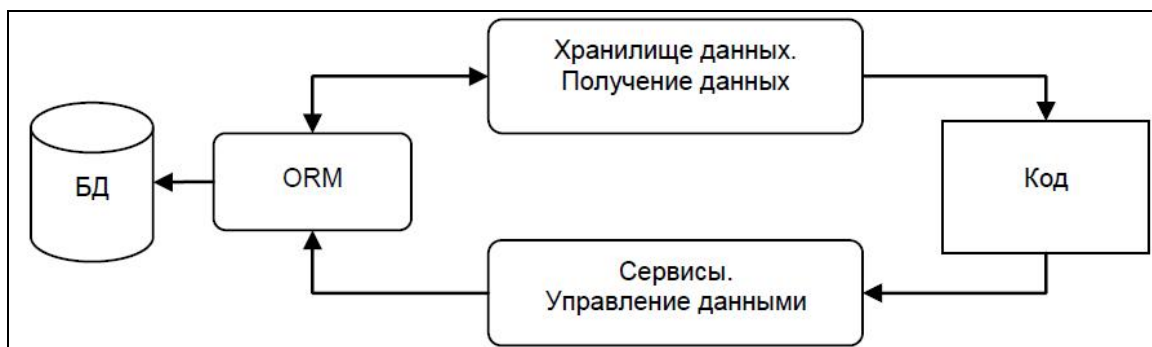 Хранилище данных.
Получение данных
БД
ORM
Код
Сервисы.
Управление данными